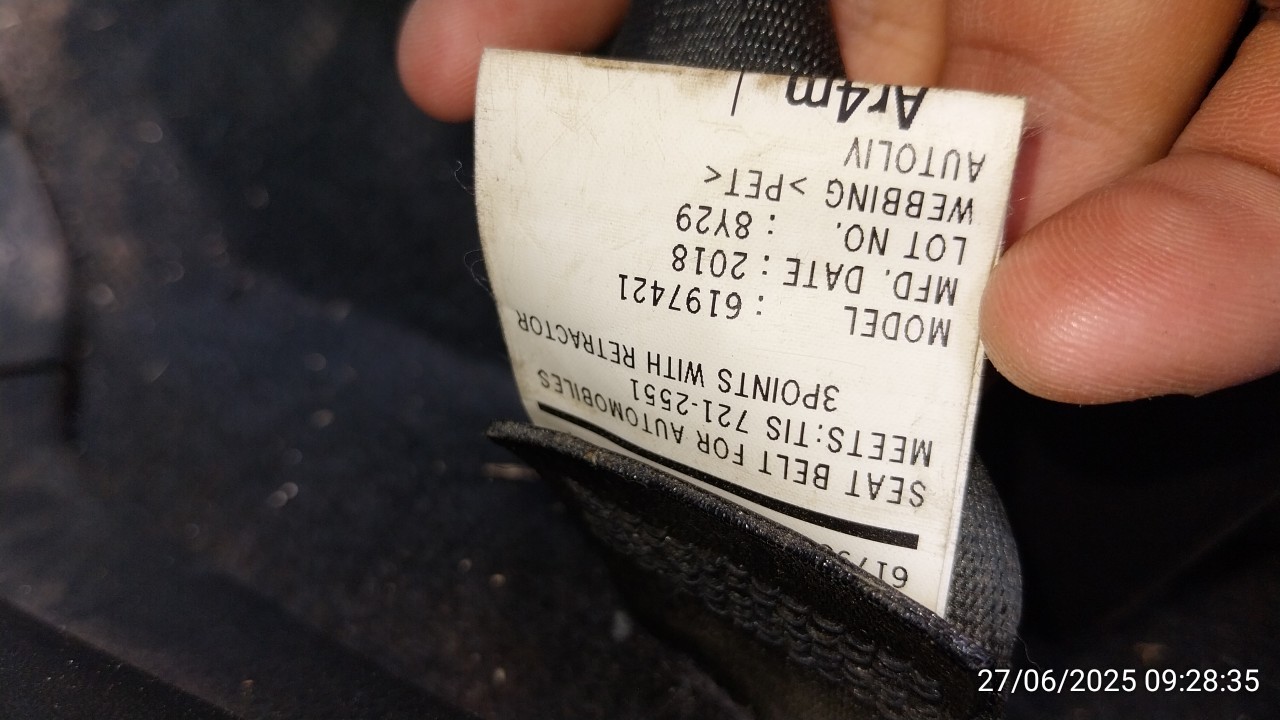 SEAT BELT FOR AUTOMOBILES
MEETS:TIS 721-2551
3POINTS WITH RETRACTOR
MODEL : 6197421
MFD. DATE : 2018
LOT NO. : 8Y29
WEBBING >PET<
AUTOLIV
Ar4m
27/06/2025 09:28:35